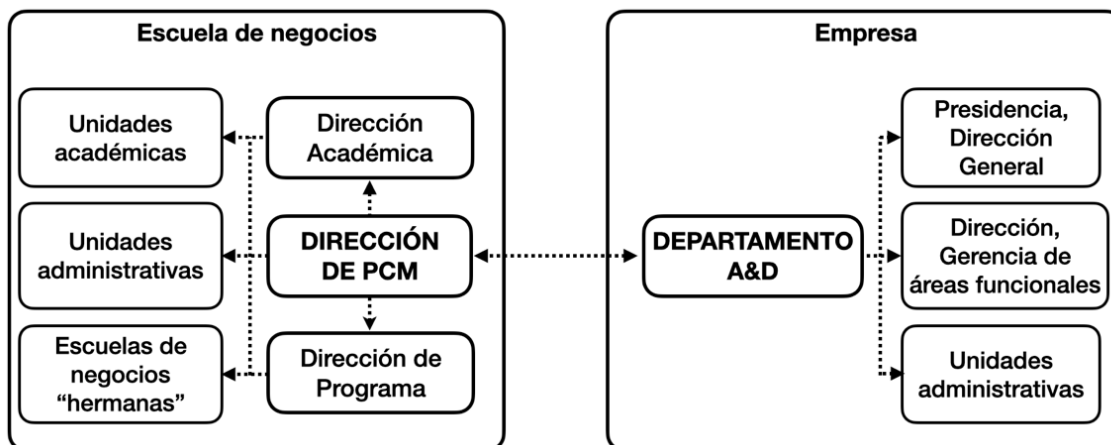 Escuela de negocios
Unidades
académicas
Dirección
Académica
Unidades
administrativas
DIRECCIÓN
DE PCM
Escuelas de
negocios
“hermanas”
Dirección de
Programa
Empresa
DEPARTAMENTO
A&D
Presidencia,
Dirección
General
Dirección,
Gerencia de
áreas funcionales
Unidades
administrativas